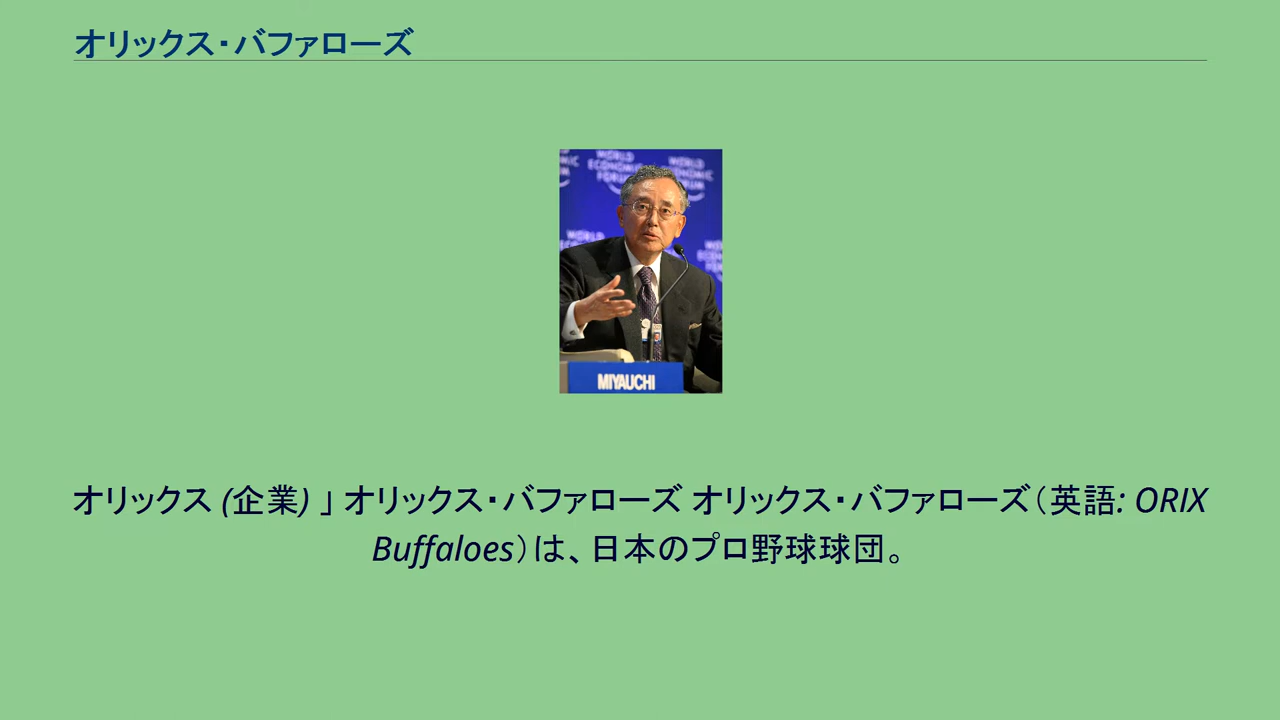 オリックス・バファローズ
WORLD ECONOMIC FORUM
WORLD ECONOMIC FORUM
MIYAUCHI
オリックス (企業) 」 オリックス・バファローズ オリックス・バファローズ（英語: ORIX
Buffaloes）は、日本のプロ野球球団。